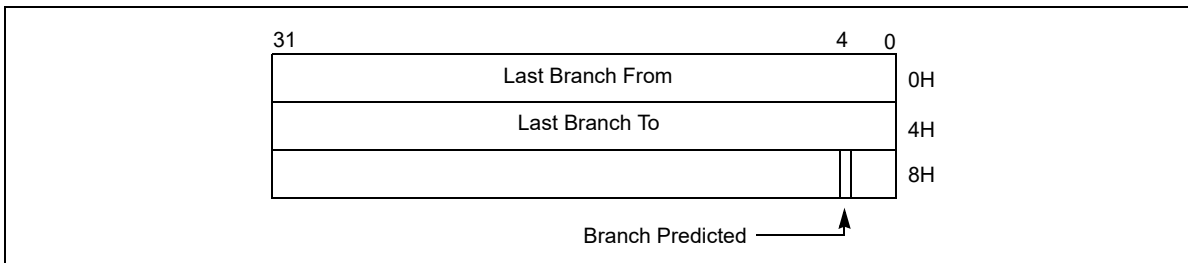 31 4 0
Last Branch From 0H
Last Branch To 4H
8H
Branch Predicted